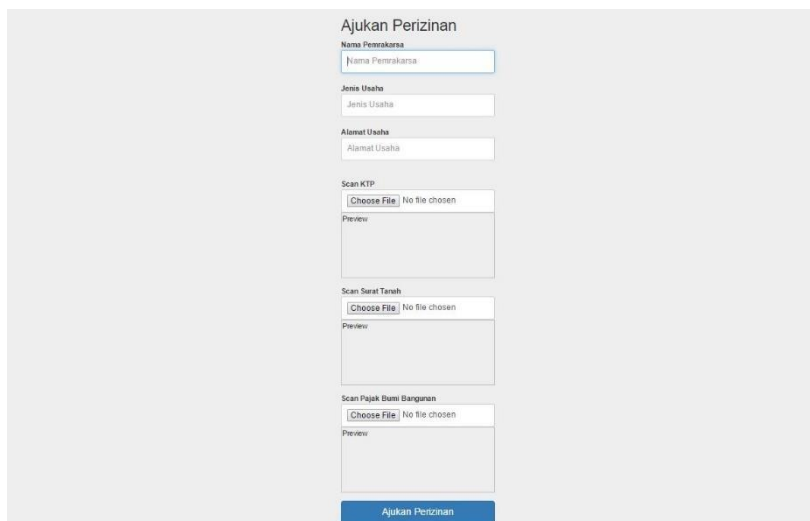 Ajukan Perizinan
Nama Pemrakarsa
Nama Pemrakarsa
Jenis Usaha
Jenis Usaha
Alamat Usaha
Alamat Usaha
Scan KTP
Choose File No file chosen
Preview
Scan Surat Tanah
Choose File No file chosen
Preview
Scan Pajak Bumi Bangunan
Choose File No file chosen
Preview
Ajukan Perizinan